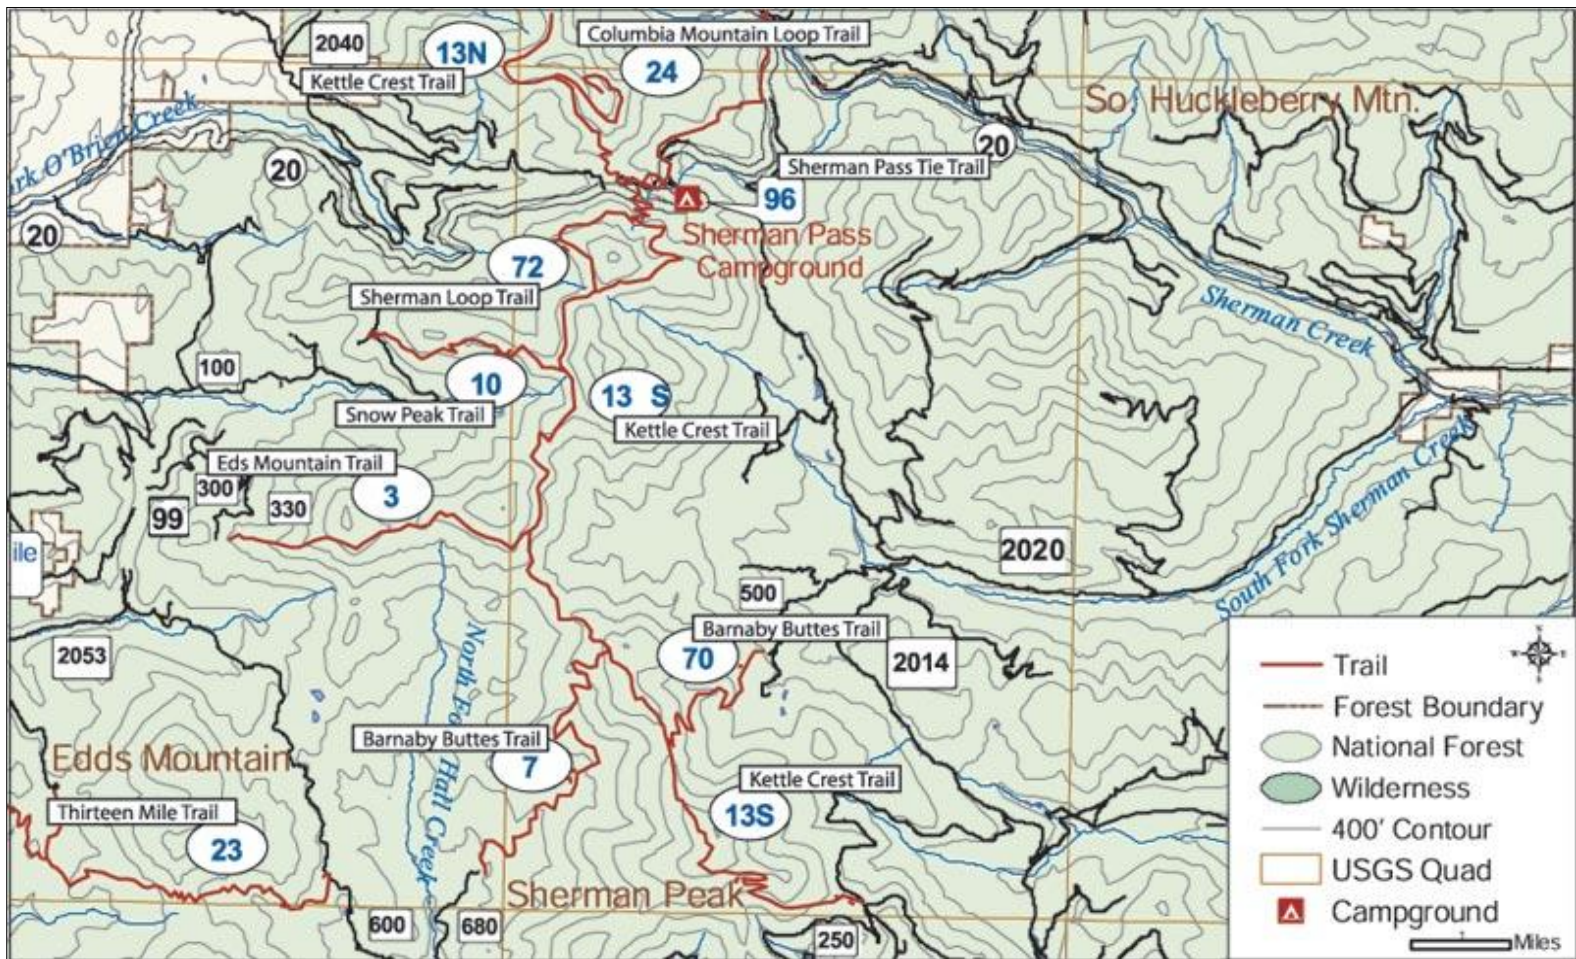 2040
13N
Columbia Mountain Loop Trail
Kettle Crest Trail
24
So. Huckleberry Mtn.
ork O'Brien Creek
20
20
Sherman Pass Tie Trail
96
20
Sherman Pass
Campground
72
Sherman Loop Trail
Sherman Creek
100
10
13 S
Snow Peak Trail
Kettle Crest Trail
Eds Mountain Trail
300
3
330
99
ile
2020
South Fork Sherman Creek
500
Barnaby Buttes Trail
2053
70
2014
North Fo Hall Creek
Barnaby Buttes Trail
7
Edds Mountain
Kettle Crest Trail
13S
Thirteen Mile Trail
23
Sherman Peak
600
680
250
N
W
E
S
Trail
Forest Boundary
National Forest
Wilderness
400' Contour
USGS Quad
Campground
1
Miles